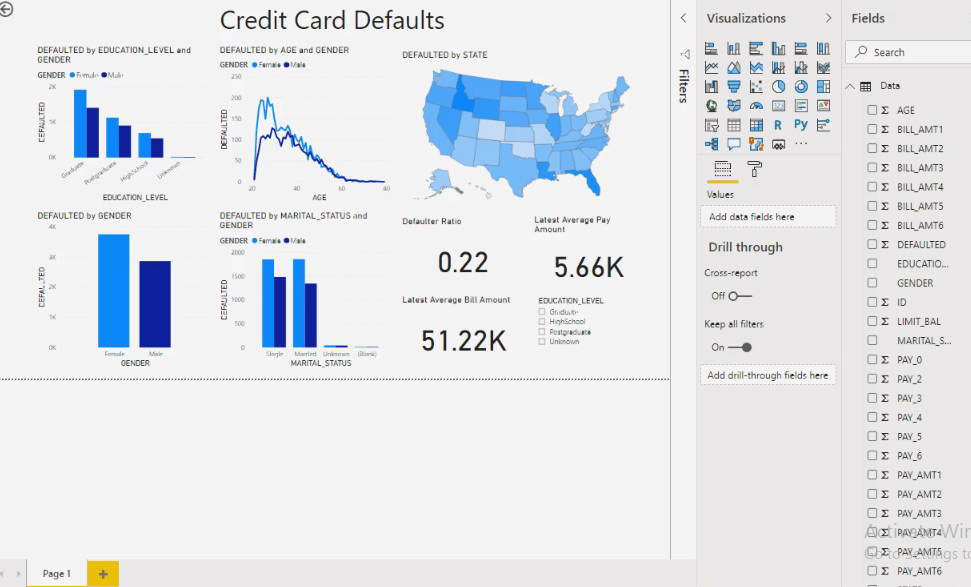 Credit Card Defaults
DEFAULTED by EDUCATION_LEVEL and
GENDER
GENDER Female Male
2K
1K
0K
DEFAULTED
Graduate Postgraduate HighSchool Unknown
EDUCATION_LEVEL
DEFAULTED by AGE and GENDER
GENDER Female Male
250
200
150
100
50
0
DEFAULTED
20 40 60 80
AGE
DEFAULTED by STATE
DEFAULTED by GENDER
4K
3K
2K
1K
0K
DEFAULTED
Female Male
GENDER
DEFAULTED by MARITAL_STATUS and
GENDER
GENDER Female Male
2000
1500
1000
500
0
DEFAULTED
Single Married Unknown (Blank)
MARITAL_STATUS
Defaulter Ratio
0.22
Latest Average Pay
Amount
5.66K
Latest Average Bill Amount
51.22K
EDUCATION_LEVEL
Graduate
HighSchool
Postgraduate
Unknown
Page 1
Filters
Visualizations
R Py
Values
Add data fields here
Drill through
Cross-report
Off
Keep all filters
On
Add drill-through fields here
Fields
Search
Data
AGE
BILL_AMT1
BILL_AMT2
BILL_AMT3
BILL_AMT4
BILL_AMT5
BILL_AMT6
DEFAULTED
EDUCATIO...
GENDER
ID
LIMIT_BAL
MARITAL_S...
PAY_0
PAY_2
PAY_3
PAY_4
PAY_5
PAY_6
PAY_AMT1
PAY_AMT2
PAY_AMT3
PAY_AMT4
PAY_AMT5
PAY_AMT6
Activate Win
Go to Settings to